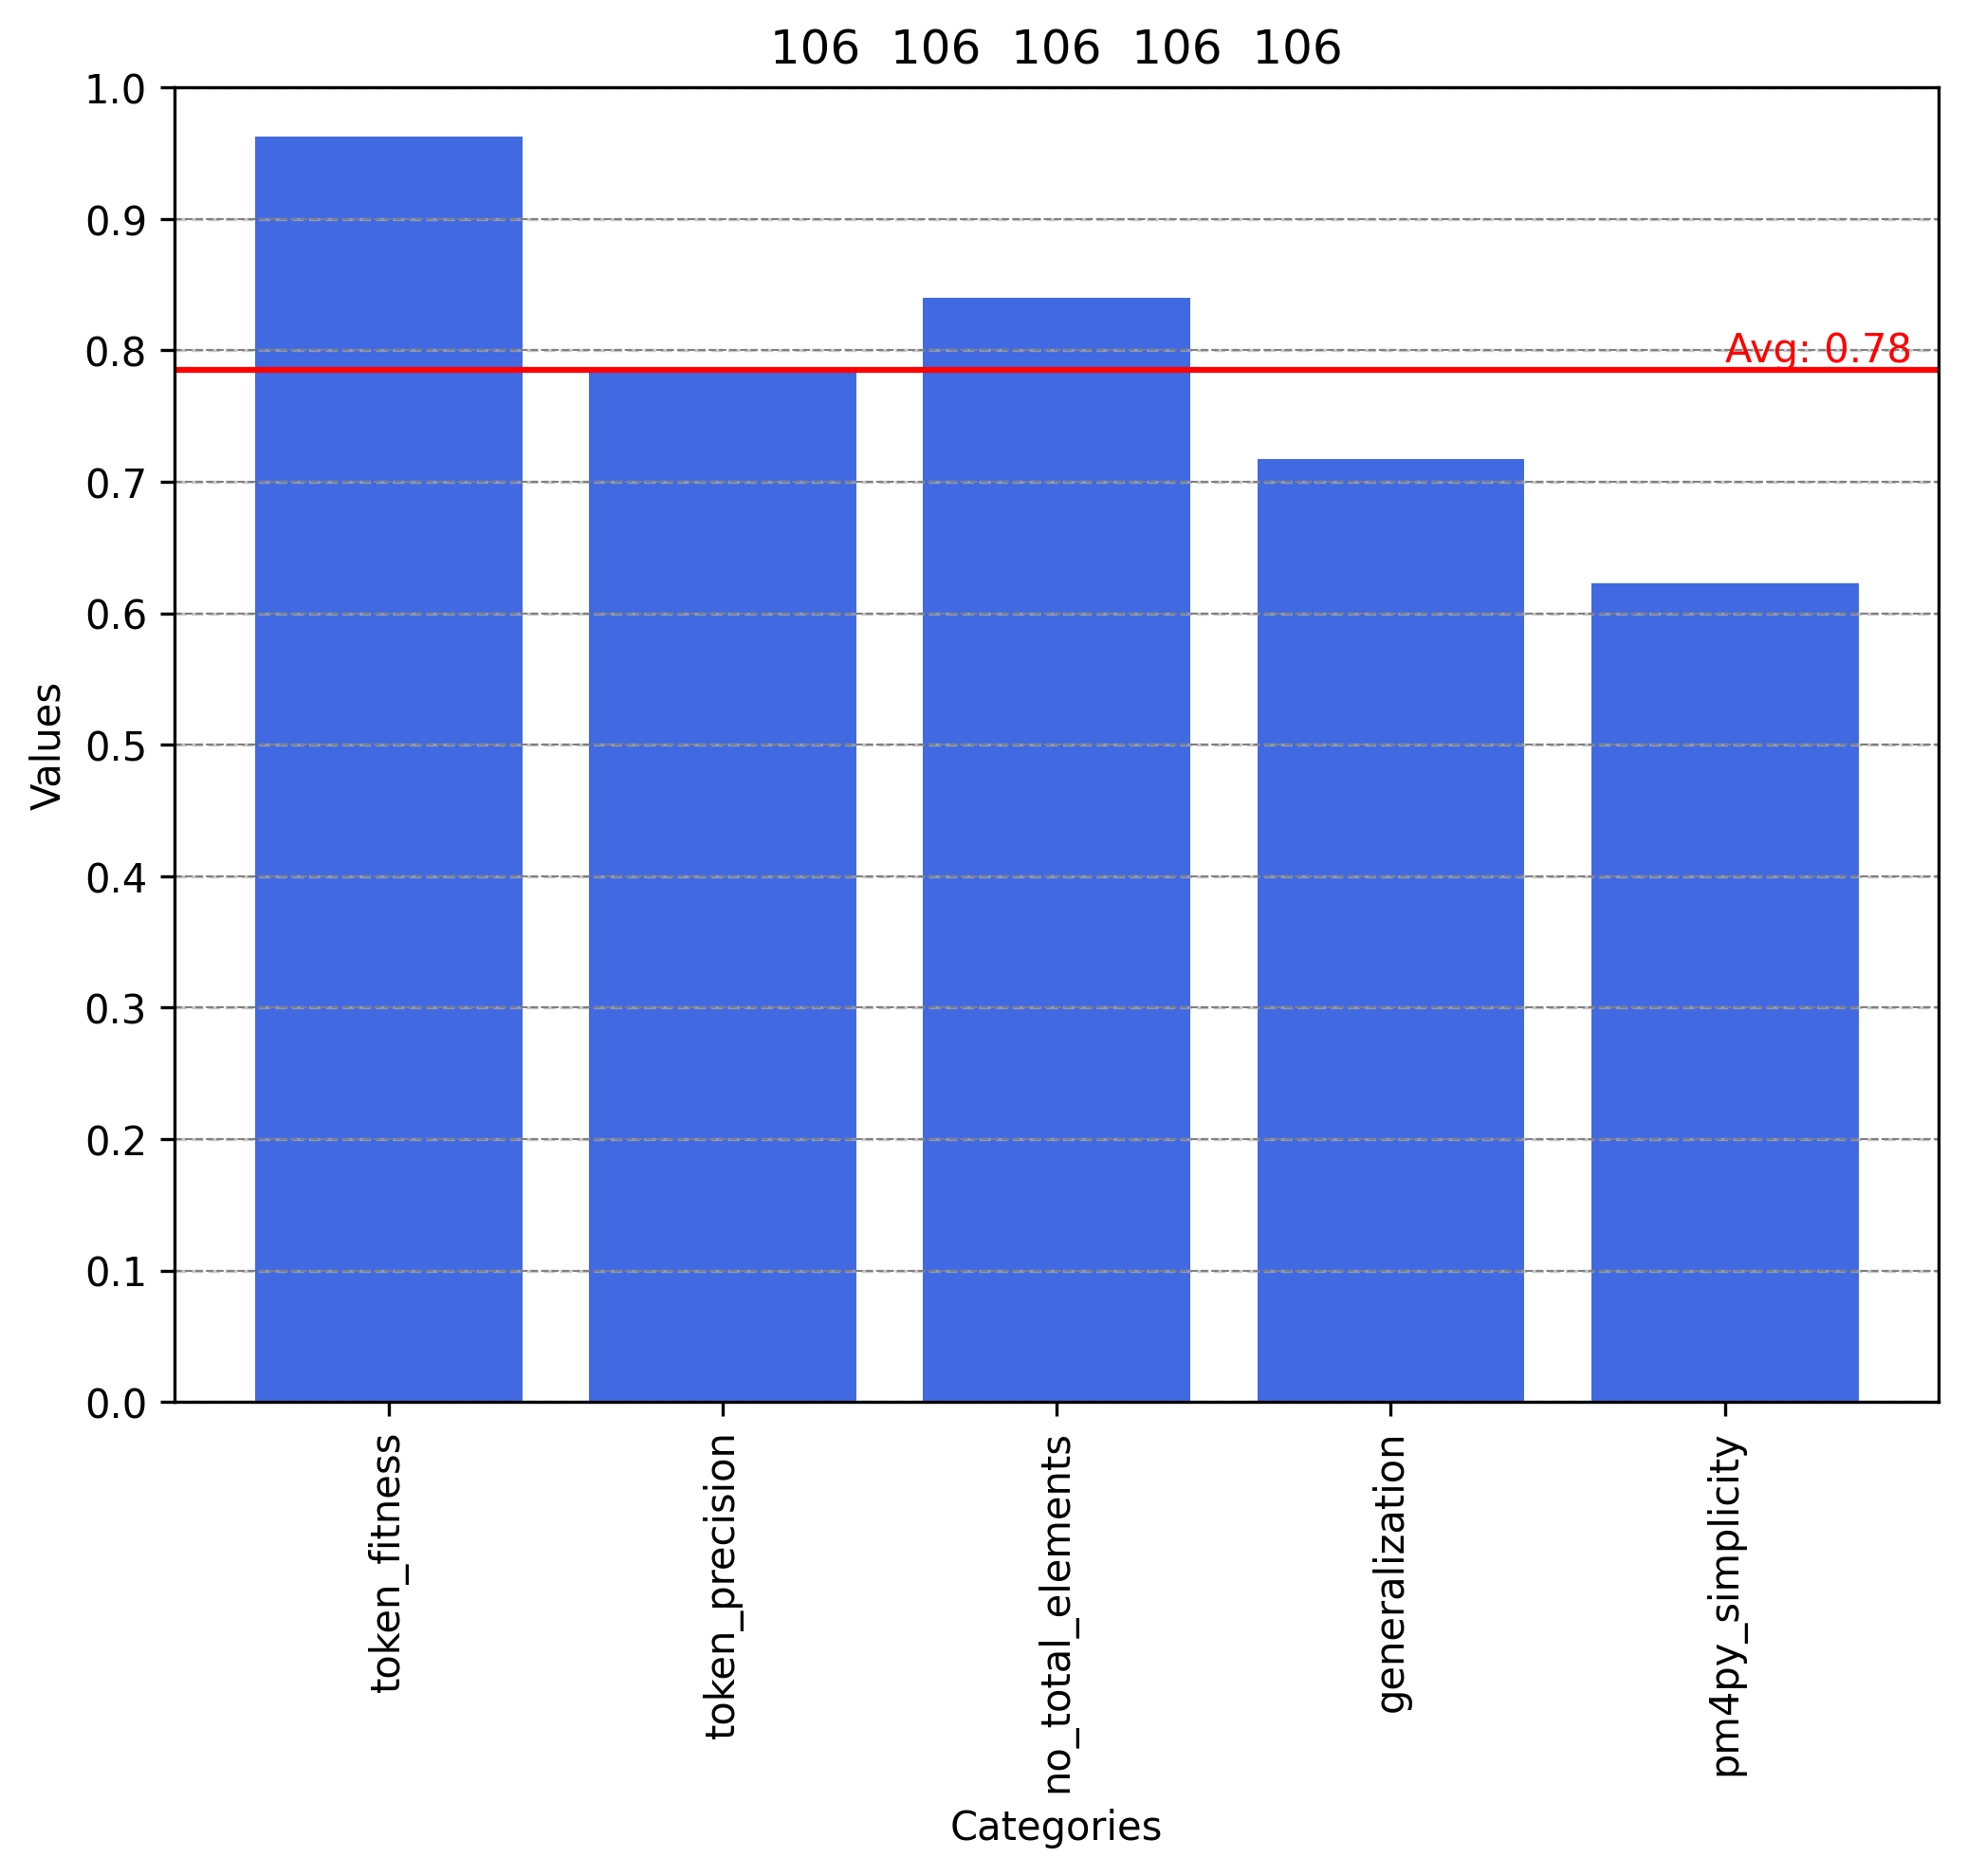 106 106 106 106 106
1.0
0.9
0.8
0.7
0.6
0.5
0.4
0.3
0.2
0.1
0.0
Values
Avg: 0.78
token_fitness
token_precision
no_total_elements
generalization
pm4py_simplicity
Categories